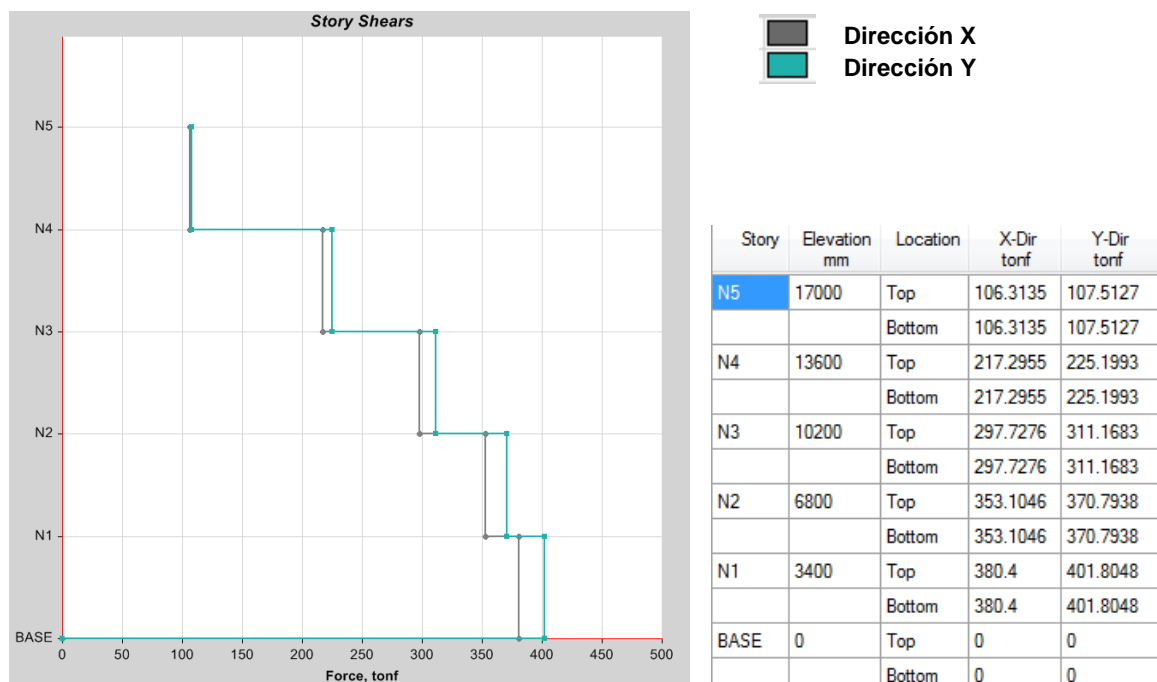 Story Shears
N5
N4
N3
N2
N1
BASE
0 50 100 150 200 250 300 350 400 450 500
Force, tonf
Dirección X
Dirección Y
Story Elevation mm Location X-Dir tonf Y-Dir tonf
N5 17000 Top 106.3135 107.5127
Bottom 106.3135 107.5127
N4 13600 Top 217.2955 225.1993
Bottom 217.2955 225.1993
N3 10200 Top 297.7276 311.1683
Bottom 297.7276 311.1683
N2 6800 Top 353.1046 370.7938
Bottom 353.1046 370.7938
N1 3400 Top 380.4 401.8048
Bottom 380.4 401.8048
BASE 0 Top 0 0
Bottom 0 0